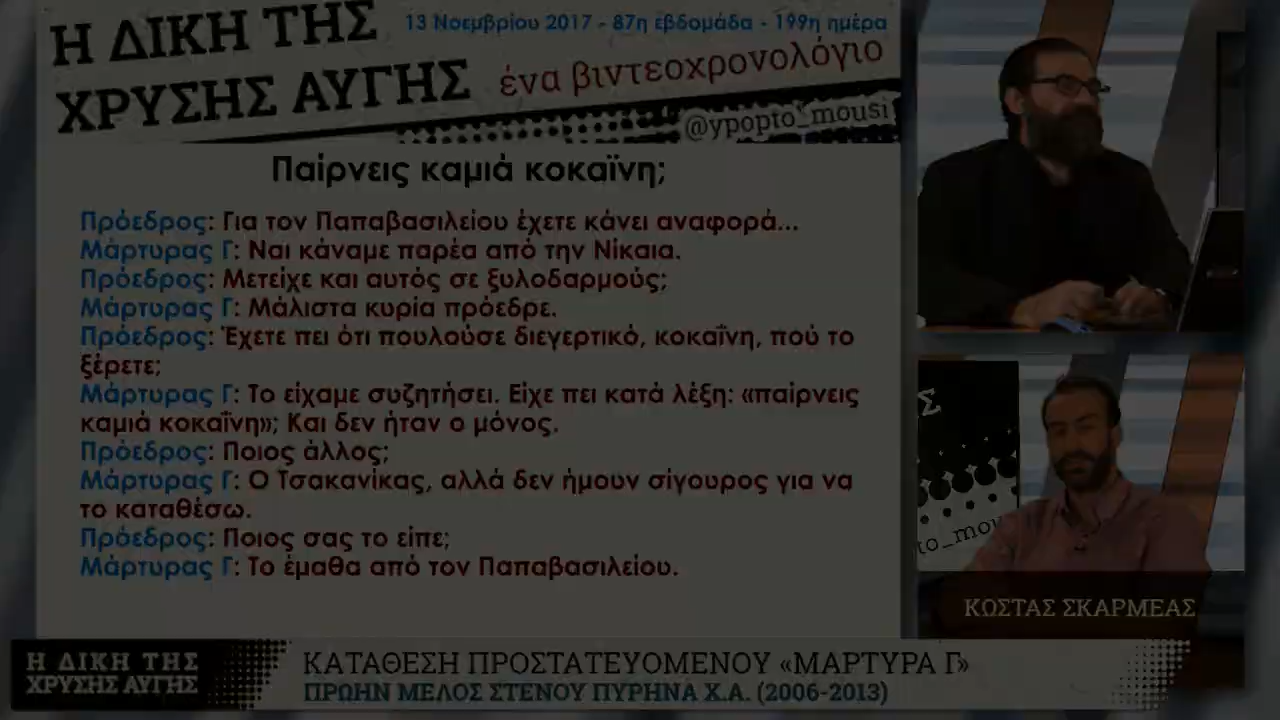 Η ΔΙΚΗ ΤΗΣ
ΧΡΥΣΗΣ ΑΥΓΗΣ
13 Νοεμβρίου 2017 - 87η εβδομάδα - 199η ημέρα
ένα βιντεοχρονολόγιο
@ypopto_mousi
Παίρνεις καμιά κοκαΐνη;
Πρόεδρος: Για τον Παπαβασιλείου έχετε κάνει αναφορά...
Μάρτυρας Γ: Ναι κάναμε παρέα από την Νίκαια.
Πρόεδρος: Μετείχε και αυτός σε ξυλοδαρμούς;
Μάρτυρας Γ: Μάλιστα κυρία πρόεδρε.
Πρόεδρος: Έχετε πει ότι πουλούσε διεγερτικό, κοκαΐνη, πού το
ξέρετε;
Μάρτυρας Γ: Το είχαμε συζητήσει. Είχε πει κατά λέξη: «παίρνεις
καμιά κοκαΐνη»; Και δεν ήταν ο μόνος.
Πρόεδρος: Ποιος άλλος;
Μάρτυρας Γ: Ο Τσακανίκας, αλλά δεν ήμουν σίγουρος για να
το καταθέσω.
Πρόεδρος: Ποιος σας το είπε;
Μάρτυρας Γ: Το έμαθα από τον Παπαβασιλείου.
Σ
to_mou
ΚΩΣΤΑΣ ΣΚΑΡΜΕΑΣ
Η ΔΙΚΗ ΤΗΣ
ΧΡΥΣΗΣ ΑΥΓΗΣ
ΚΑΤΑΘΕΣΗ ΠΡΟΣΤΑΤΕΥΟΜΕΝΟΥ «ΜΑΡΤΥΡΑ Γ»
ΠΡΩΗΝ ΜΕΛΟΣ ΣΤΕΝΟΥ ΠΥΡΗΝΑ Χ.Α. (2006-2013)